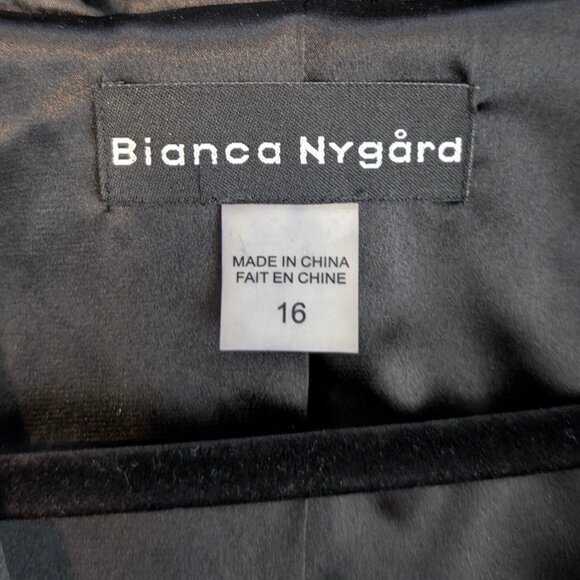 Bianca Nygård
MADE IN CHINA
FAIT EN CHINE
16